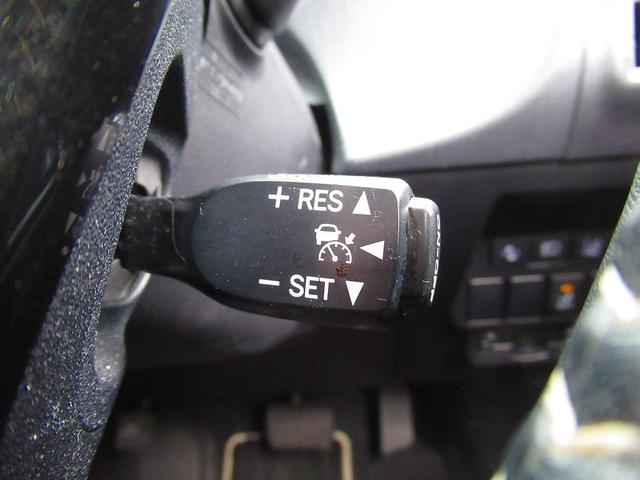 + RES
− SET